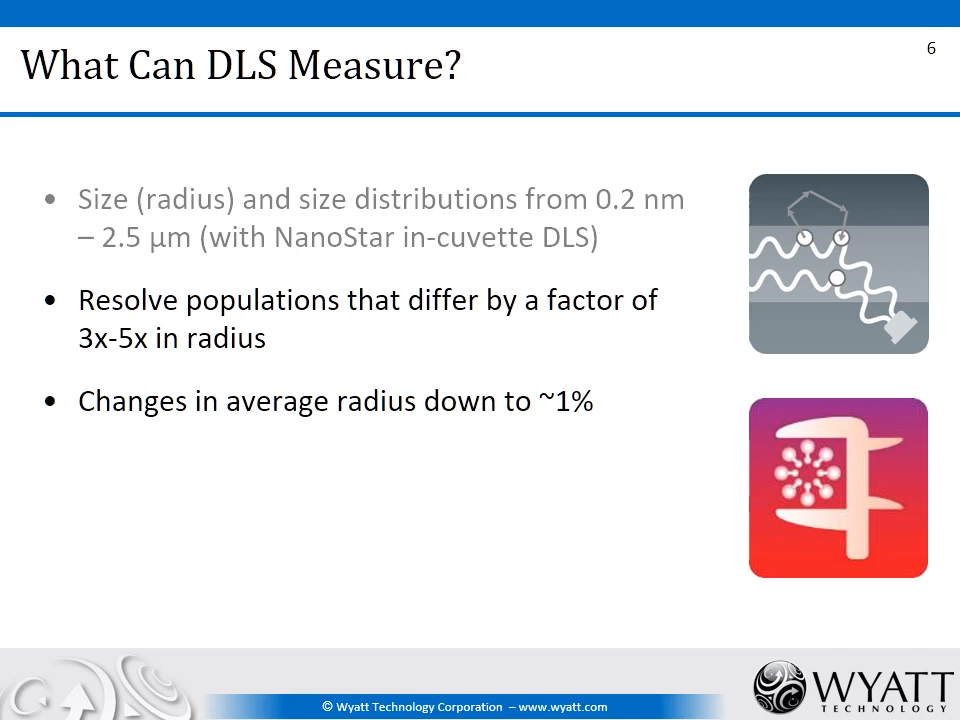 What Can DLS Measure?
6
• Size (radius) and size distributions from 0.2 nm
– 2.5 μm (with NanoStar in-cuvette DLS)
• Resolve populations that differ by a factor of
3x-5x in radius
• Changes in average radius down to ~1%
© Wyatt Technology Corporation – www.wyatt.com
WYATT
TECHNOLOGY